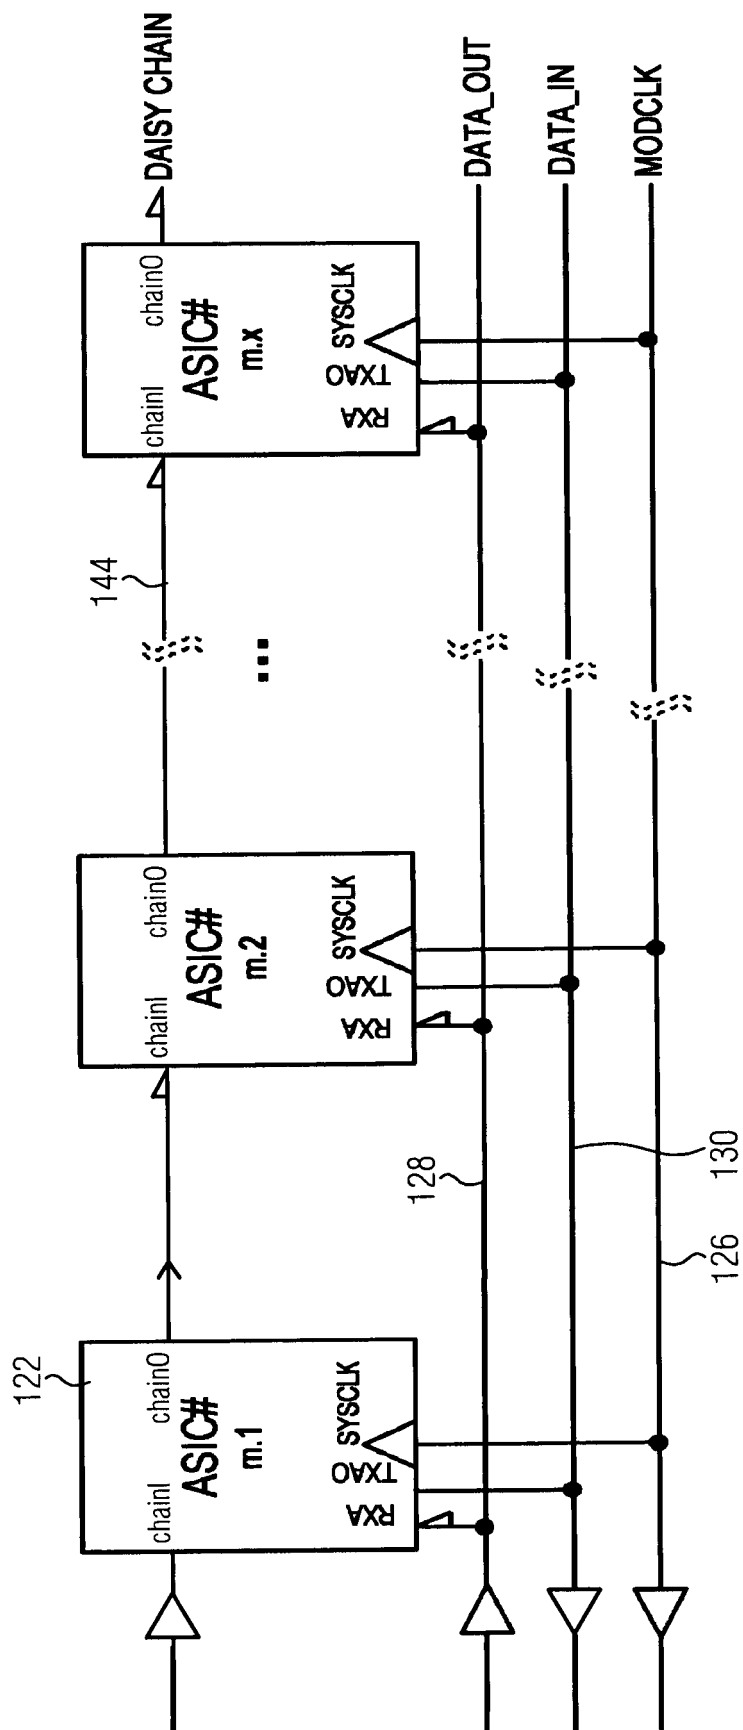 122
chainI
chainO
ASIC#
m.1
RXA
TXAO
SYSCLK
chainI
chainO
ASIC#
m.2
RXA
TXAO
SYSCLK
...
144
chainI
chainO
ASIC#
m.x
RXA
TXAO
SYSCLK
DAISY CHAIN
128
DATA_OUT
130
DATA_IN
126
MODCLK